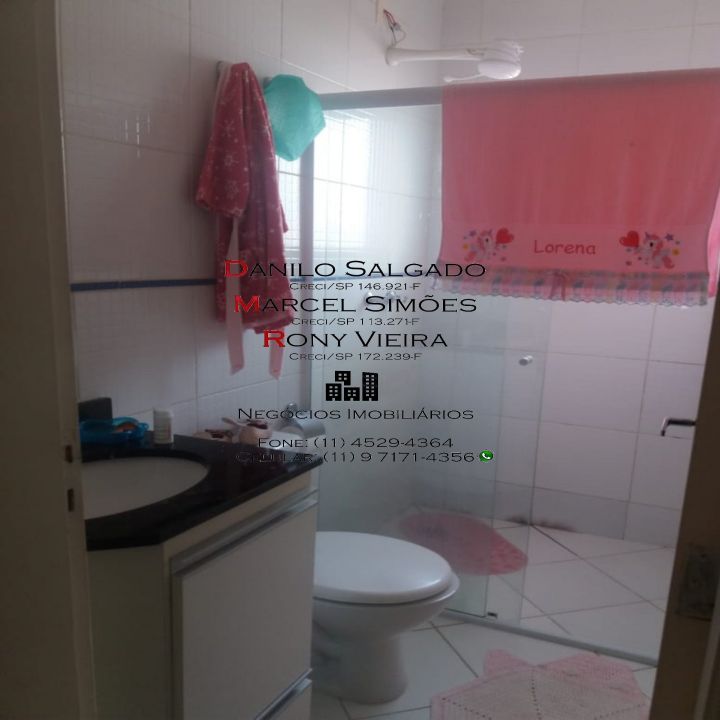 Lorena
Danilo Salgado
Creci/SP 146.921-F
Marcel Simões
Creci/SP 113.271-F
Rony Vieira
Creci/SP 172.239-F
Negócios Imobiliários
Fone: (11) 4529-4364
Celular: (11) 9 7171-4356